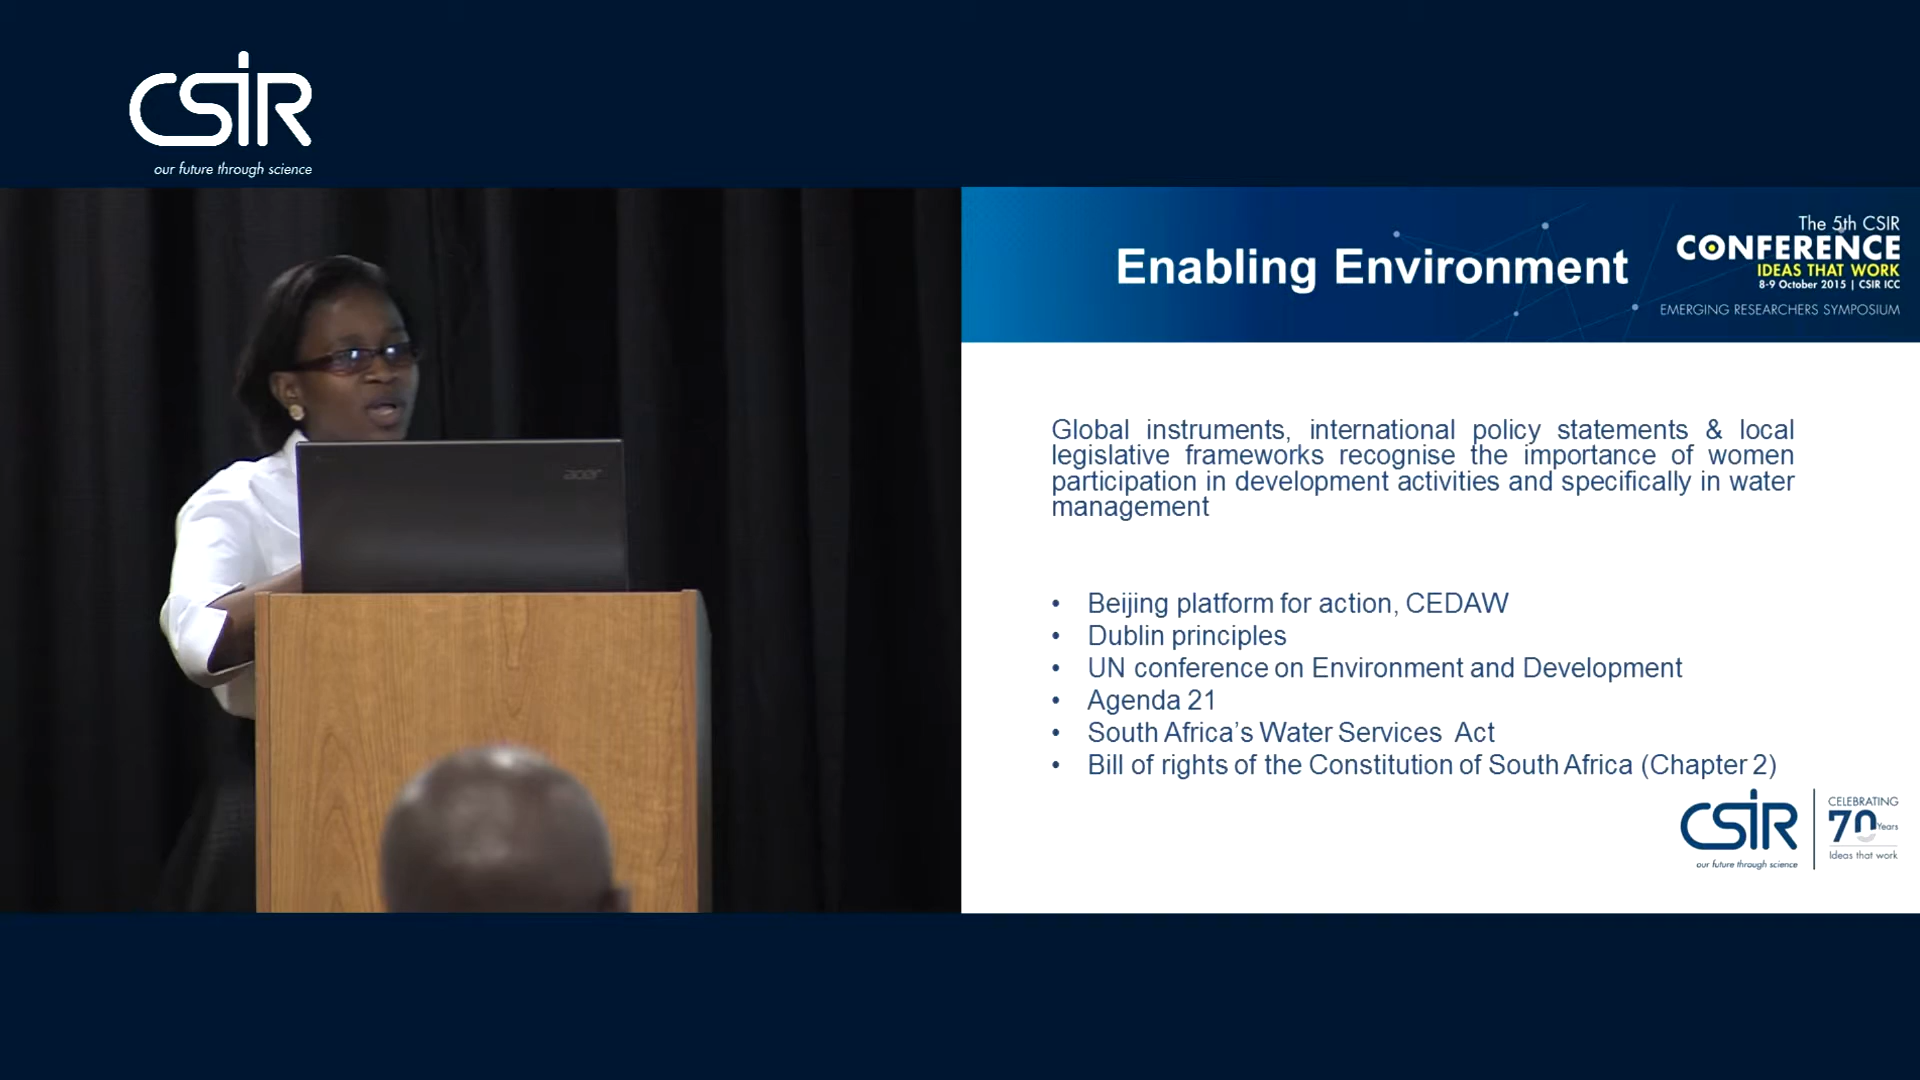 CSIR
our future through science
acer
Enabling Environment
The 5th CSIR
CONFERENCE
IDEAS THAT WORK
8-9 October 2015 | CSIR ICC
EMERGING RESEARCHERS SYMPOSIUM
Global instruments, international policy statements & local
legislative frameworks recognise the importance of women
participation in development activities and specifically in water
management
• Beijing platform for action, CEDAW
• Dublin principles
• UN conference on Environment and Development
• Agenda 21
• South Africa’s Water Services Act
• Bill of rights of the Constitution of South Africa (Chapter 2)
CSIR
our future through science
CELEBRATING
70 Years
Ideas that work